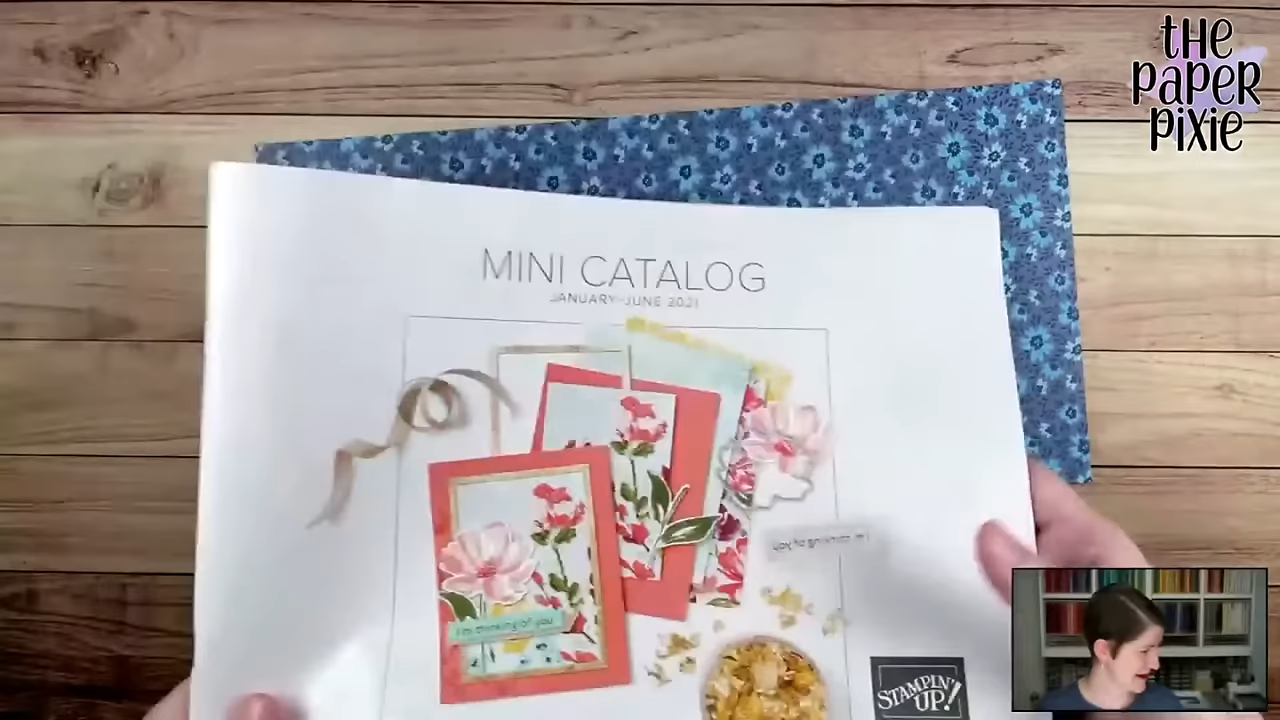 tHE
PAPER
PiXiE
MINI CATALOG
JANUARY–JUNE 2021
I'm thinking of you
STAMPIN'
UP!